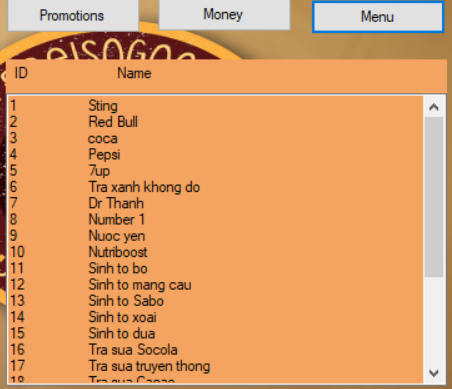 Promotions Money Menu
ID Name
1 Sting
2 Red Bull
3 coca
4 Pepsi
5 7up
6 Tra xanh khong do
7 Dr Thanh
8 Number 1
9 Nuoc yen
10 Nutriboost
11 Sinh to bo
12 Sinh to mang cau
13 Sinh to Sabo
14 Sinh to xoai
15 Sinh to dua
16 Tra sua Socola
17 Tra sua truyen thong
18 Tra sua Cacao